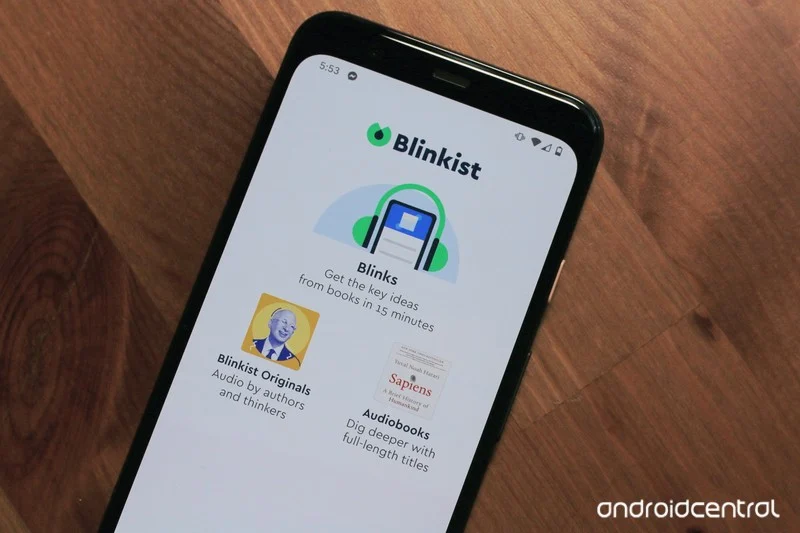 5:53
Blinkist
Blinks
Get the key ideas
from books in 15 minutes
Blinkist Originals
Audio by authors
and thinkers
Yuval Noah Harari
Sapiens
A Brief History of
Humankind
Audiobooks
Dig deeper with
full-length titles
androidcentral